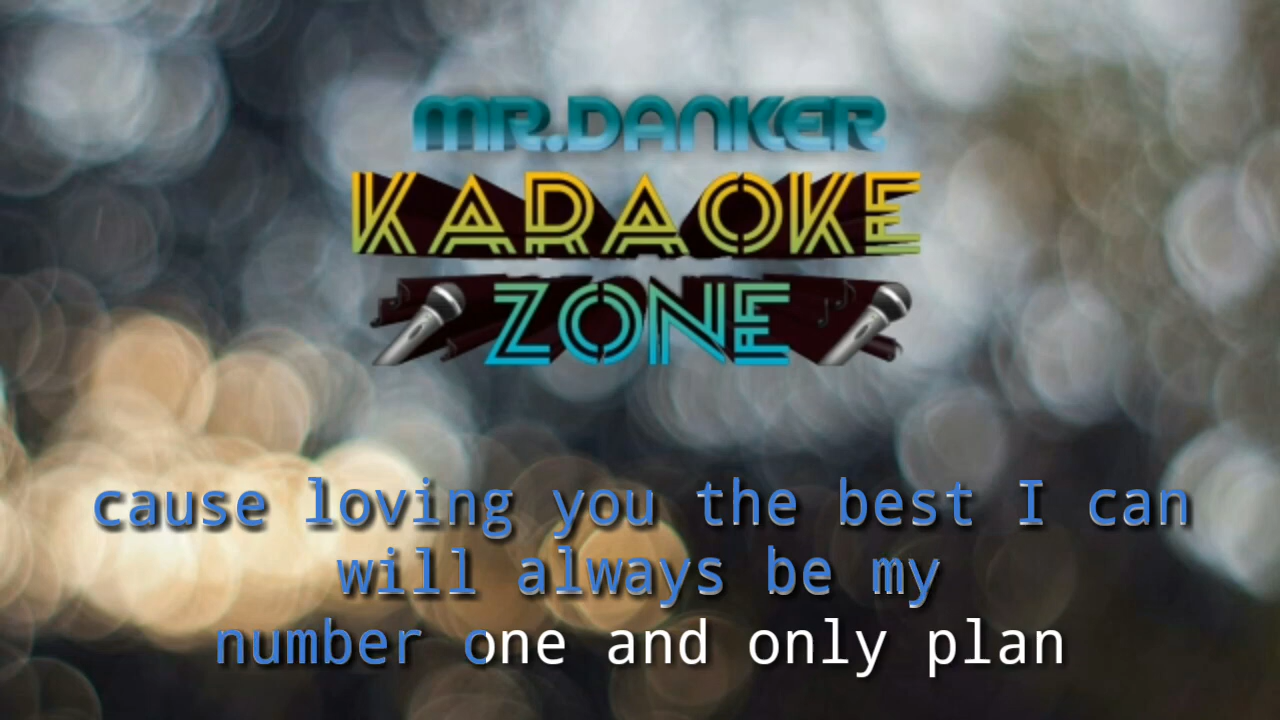 MR.DANKER
KARAOKE
ZONE
cause loving you the best I can
will always be my
number one and only plan